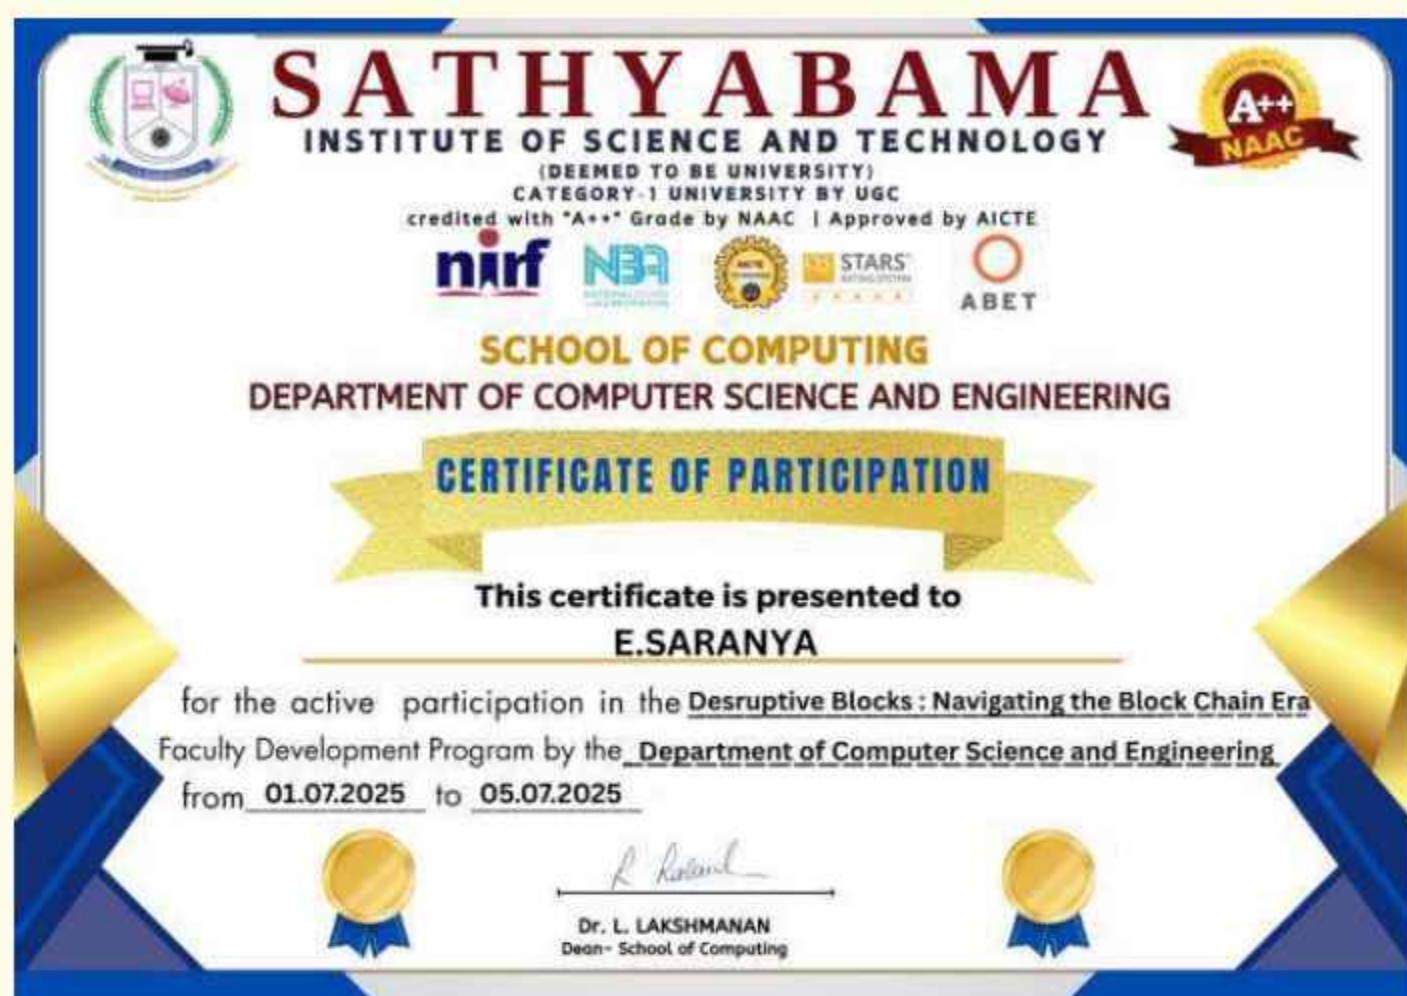 SATHYABAMA
INSTITUTE OF SCIENCE AND TECHNOLOGY
(DEEMED TO BE UNIVERSITY)
CATEGORY-1 UNIVERSITY BY UGC
credited with "A++" Grade by NAAC | Approved by AICTE
A++
NAAC
nirf
NBA
AICTE
STARS
RATING SYSTEM
ABET
SCHOOL OF COMPUTING
DEPARTMENT OF COMPUTER SCIENCE AND ENGINEERING
CERTIFICATE OF PARTICIPATION
This certificate is presented to
E.SARANYA
for the active participation in the Desruptive Blocks : Navigating the Block Chain Era
Faculty Development Program by the Department of Computer Science and Engineering
from 01.07.2025 to 05.07.2025
Dr. L. LAKSHMANAN
Dean- School of Computing